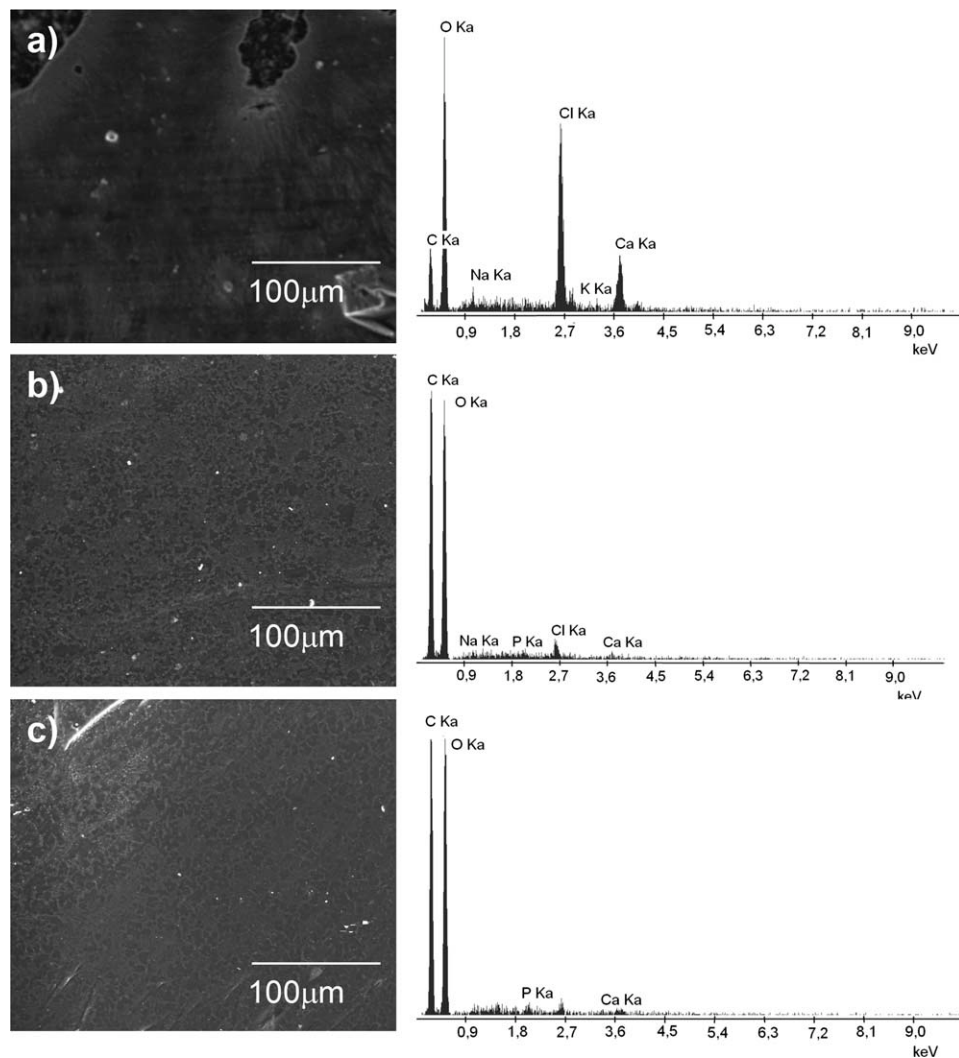 a)
100μm
O Ka
Cl Ka
C Ka
Ca Ka
Na Ka
K Ka
0,9 1,8 2,7 3,6 4,5 5,4 6,3 7,2 8,1 9,0
keV
b)
100μm
C Ka
O Ka
Na Ka P Ka Cl Ka Ca Ka
0,9 1,8 2,7 3,6 4,5 5,4 6,3 7,2 8,1 9,0
keV
c)
100μm
C Ka
O Ka
P Ka Ca Ka
0,9 1,8 2,7 3,6 4,5 5,4 6,3 7,2 8,1 9,0
keV